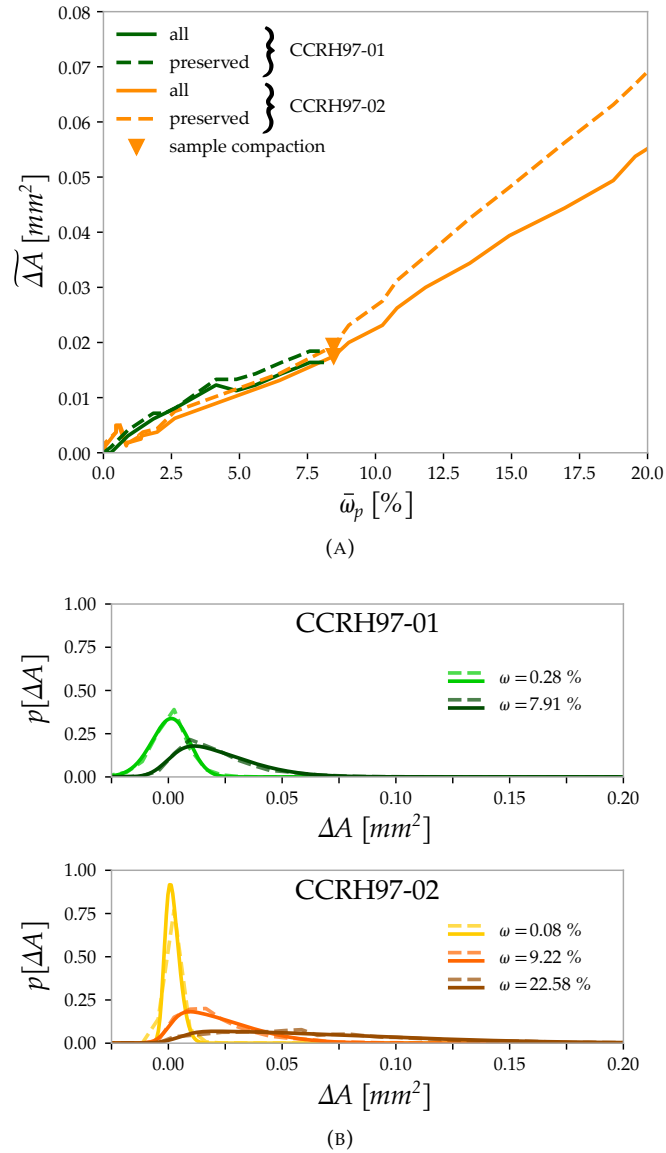 all
preserved
CCRH97-01
all
preserved
CCRH97-02
sample compaction
0.08
0.07
0.06
0.05
0.04
0.03
0.02
0.01
0.00
\widetilde{ΔA} [mm²]
0.0 2.5 5.0 7.5 10.0 12.5 15.0 17.5 20.0
ω̄ₚ [%]
(A)
CCRH97-01
1.00
0.75
0.50
0.25
0.00
p[ΔA]
ω = 0.28 %
ω = 7.91 %
0.00 0.05 0.10 0.15 0.20
ΔA [mm²]
CCRH97-02
1.00
0.75
0.50
0.25
0.00
p[ΔA]
ω = 0.08 %
ω = 9.22 %
ω = 22.58 %
0.00 0.05 0.10 0.15 0.20
ΔA [mm²]
(B)